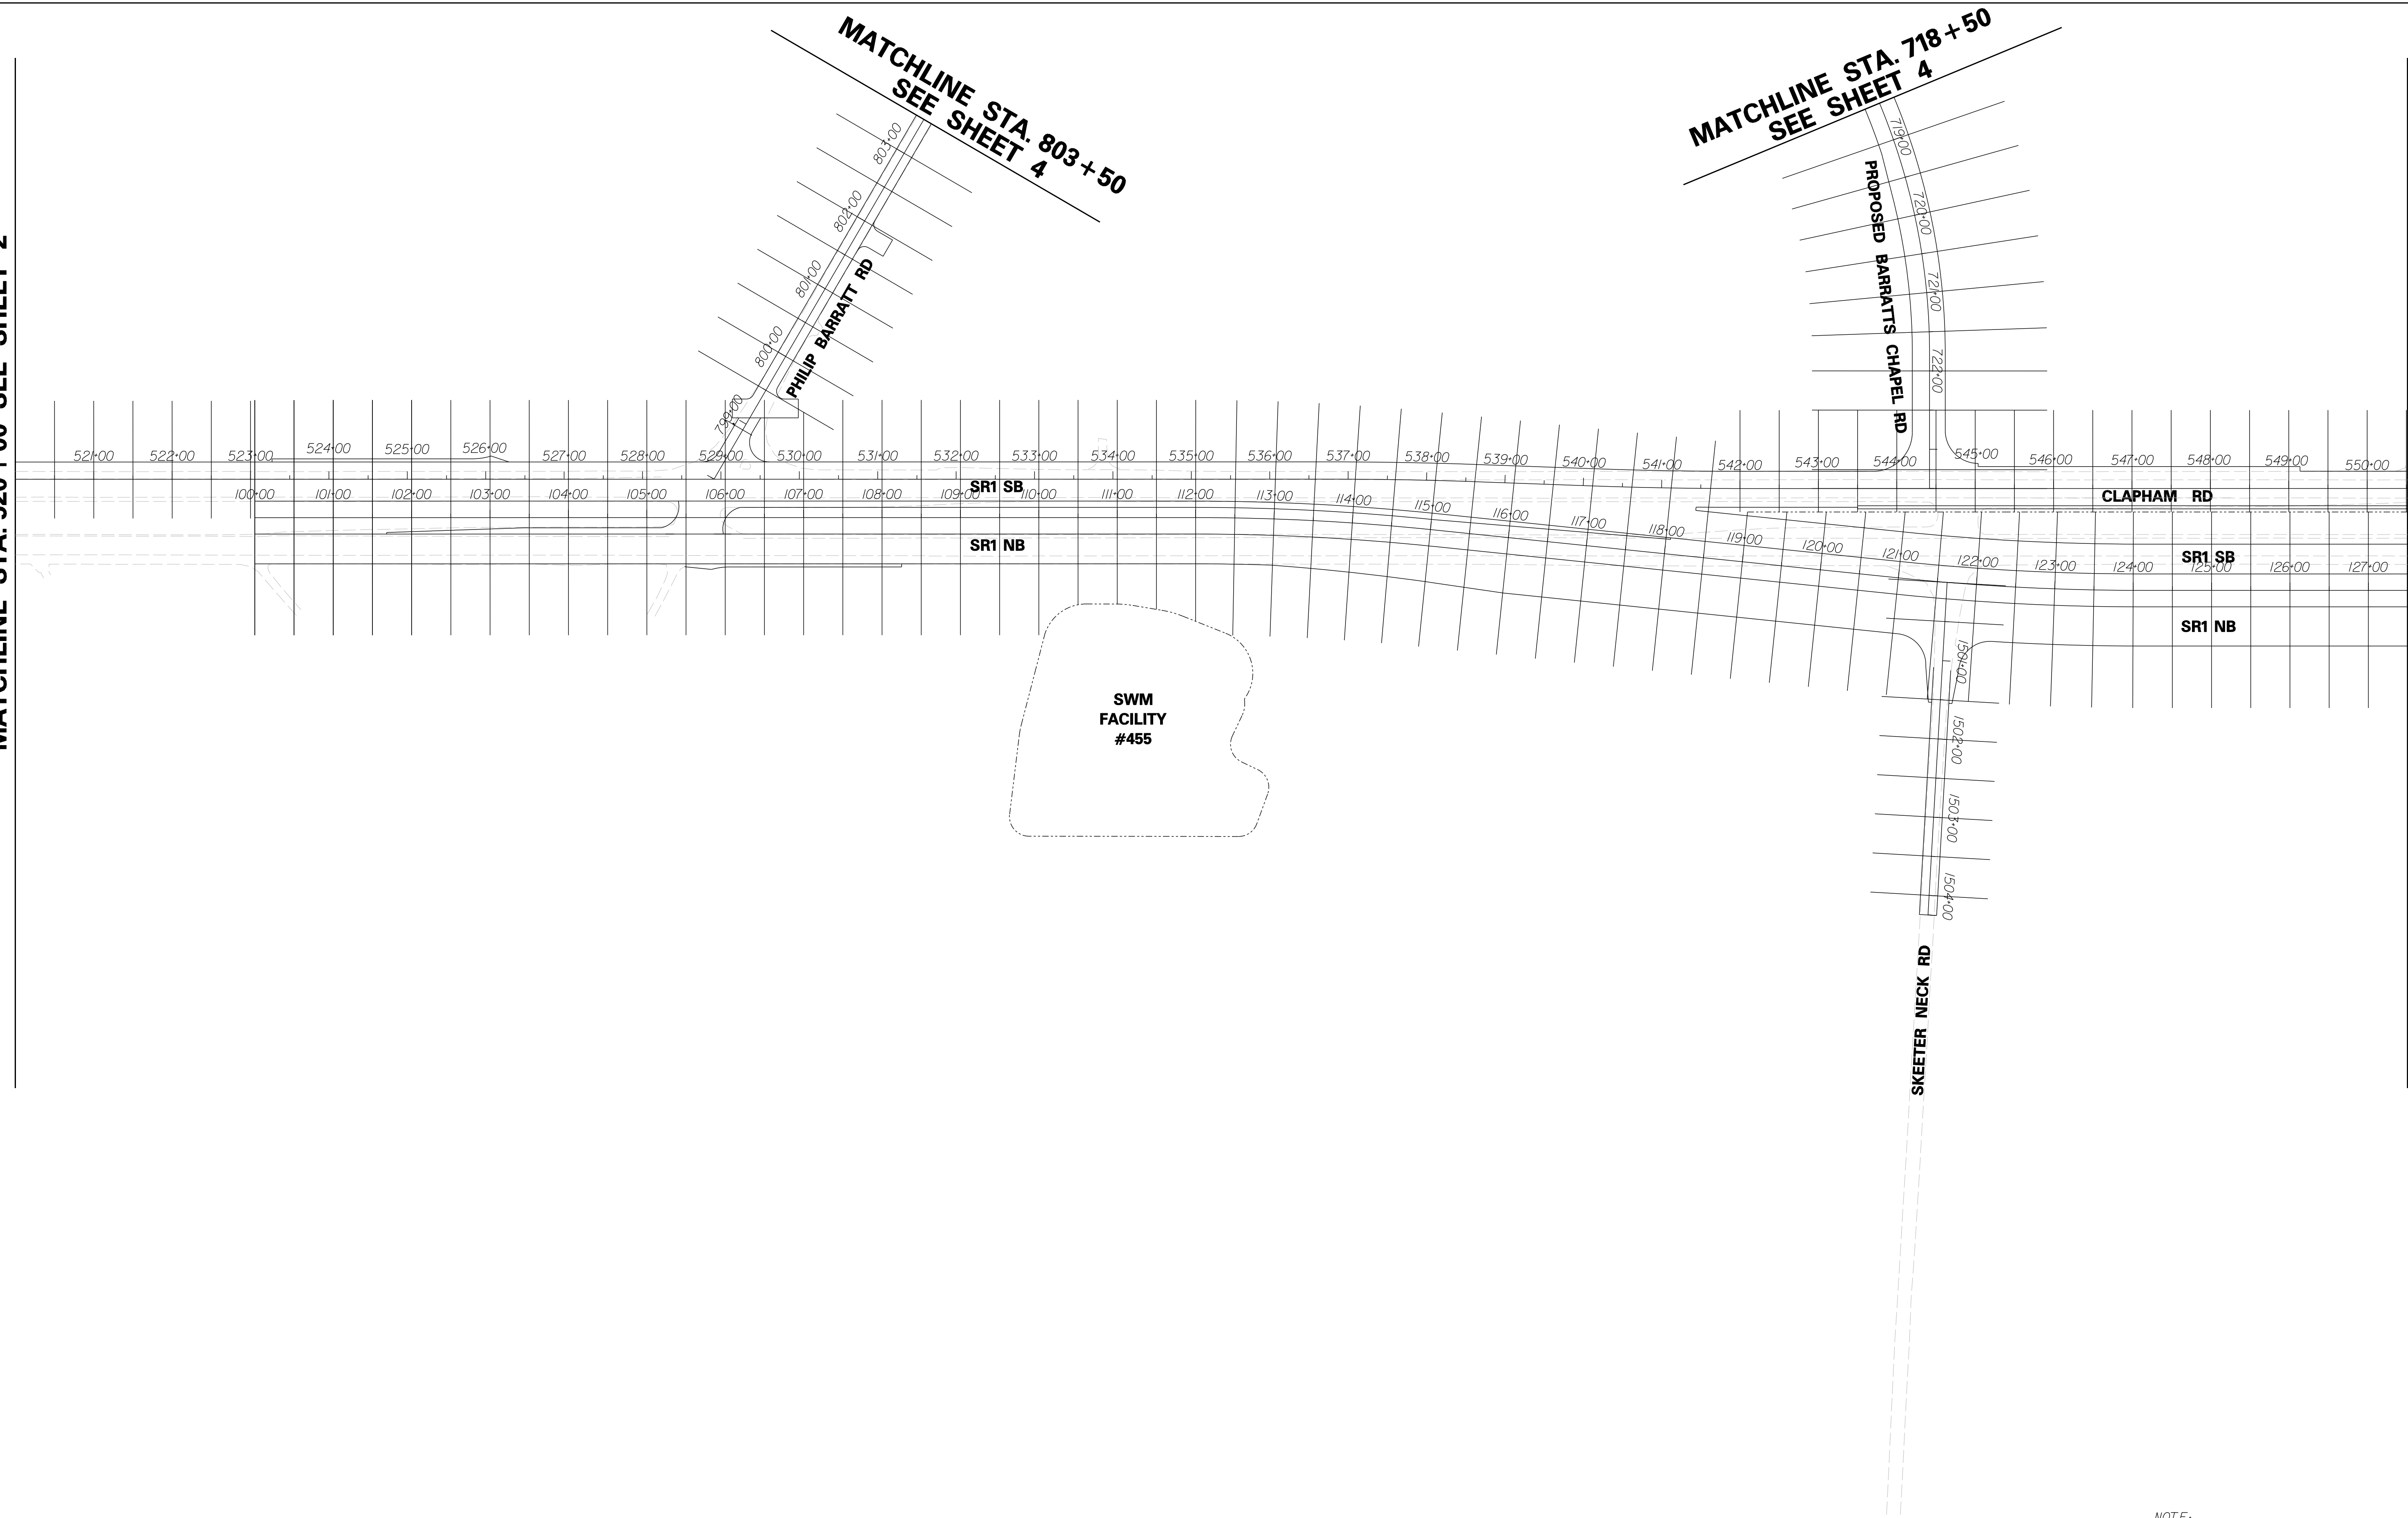 MATCHLINE STA. 803+50
SEE SHEET 4
MATCHLINE STA. 718+50
SEE SHEET 4
803+00
802+00
801+00
800+00
799+00
PHILIP BARRATT RD
719+00
720+00
721+00
722+00
PROPOSED BARRATTS CHAPEL RD
521+00 522+00 523+00 524+00 525+00 526+00 527+00 528+00 529+00 530+00 531+00 532+00 533+00 534+00 535+00 536+00 537+00 538+00 539+00 540+00 541+00 542+00 543+00 544+00 545+00 546+00 547+00 548+00 549+00 550+00
SR1 SB
CLAPHAM RD
100+00 101+00 102+00 103+00 104+00 105+00 106+00 107+00 108+00 109+00 110+00 111+00 112+00 113+00 114+00 115+00 116+00 117+00 118+00 119+00 120+00 121+00 122+00 123+00 124+00 125+00 126+00 127+00
SR1 NB
SR1 SB
SR1 NB
SWM
FACILITY
#455
1501+00
1502+00
1503+00
1504+00
SKEETER NECK RD
NOTE: